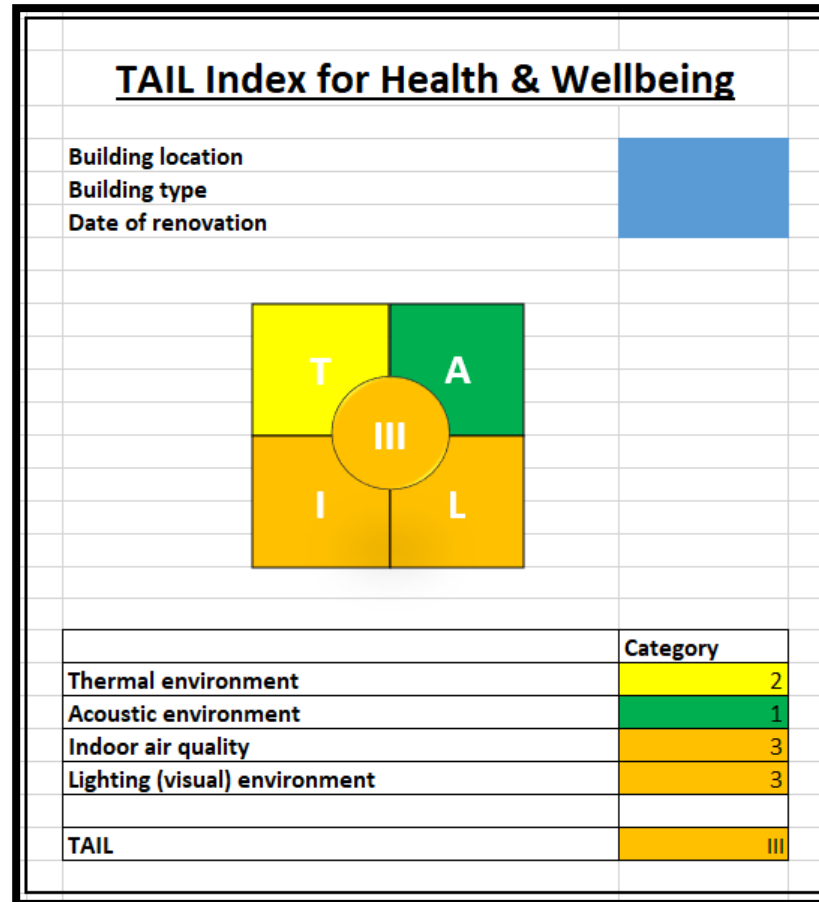 TAIL Index for Health & Wellbeing
Building location
Building type
Date of renovation
T A
III
I L
Category
Thermal environment 2
Acoustic environment 1
Indoor air quality 3
Lighting (visual) environment 3
TAIL III